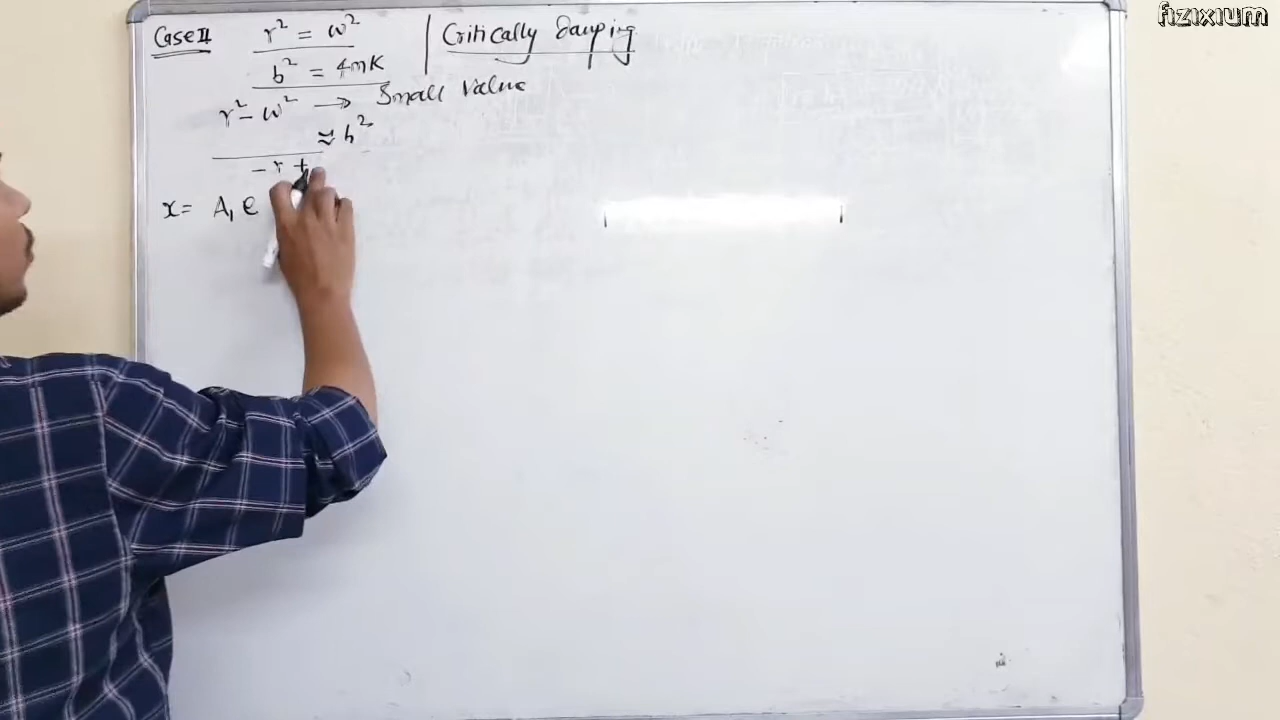 fizixium
Case II r² = ω² | Critically Damping
b² = 4mK
r² - ω² → Small Value
≈ h²
x = A₁ e - r +